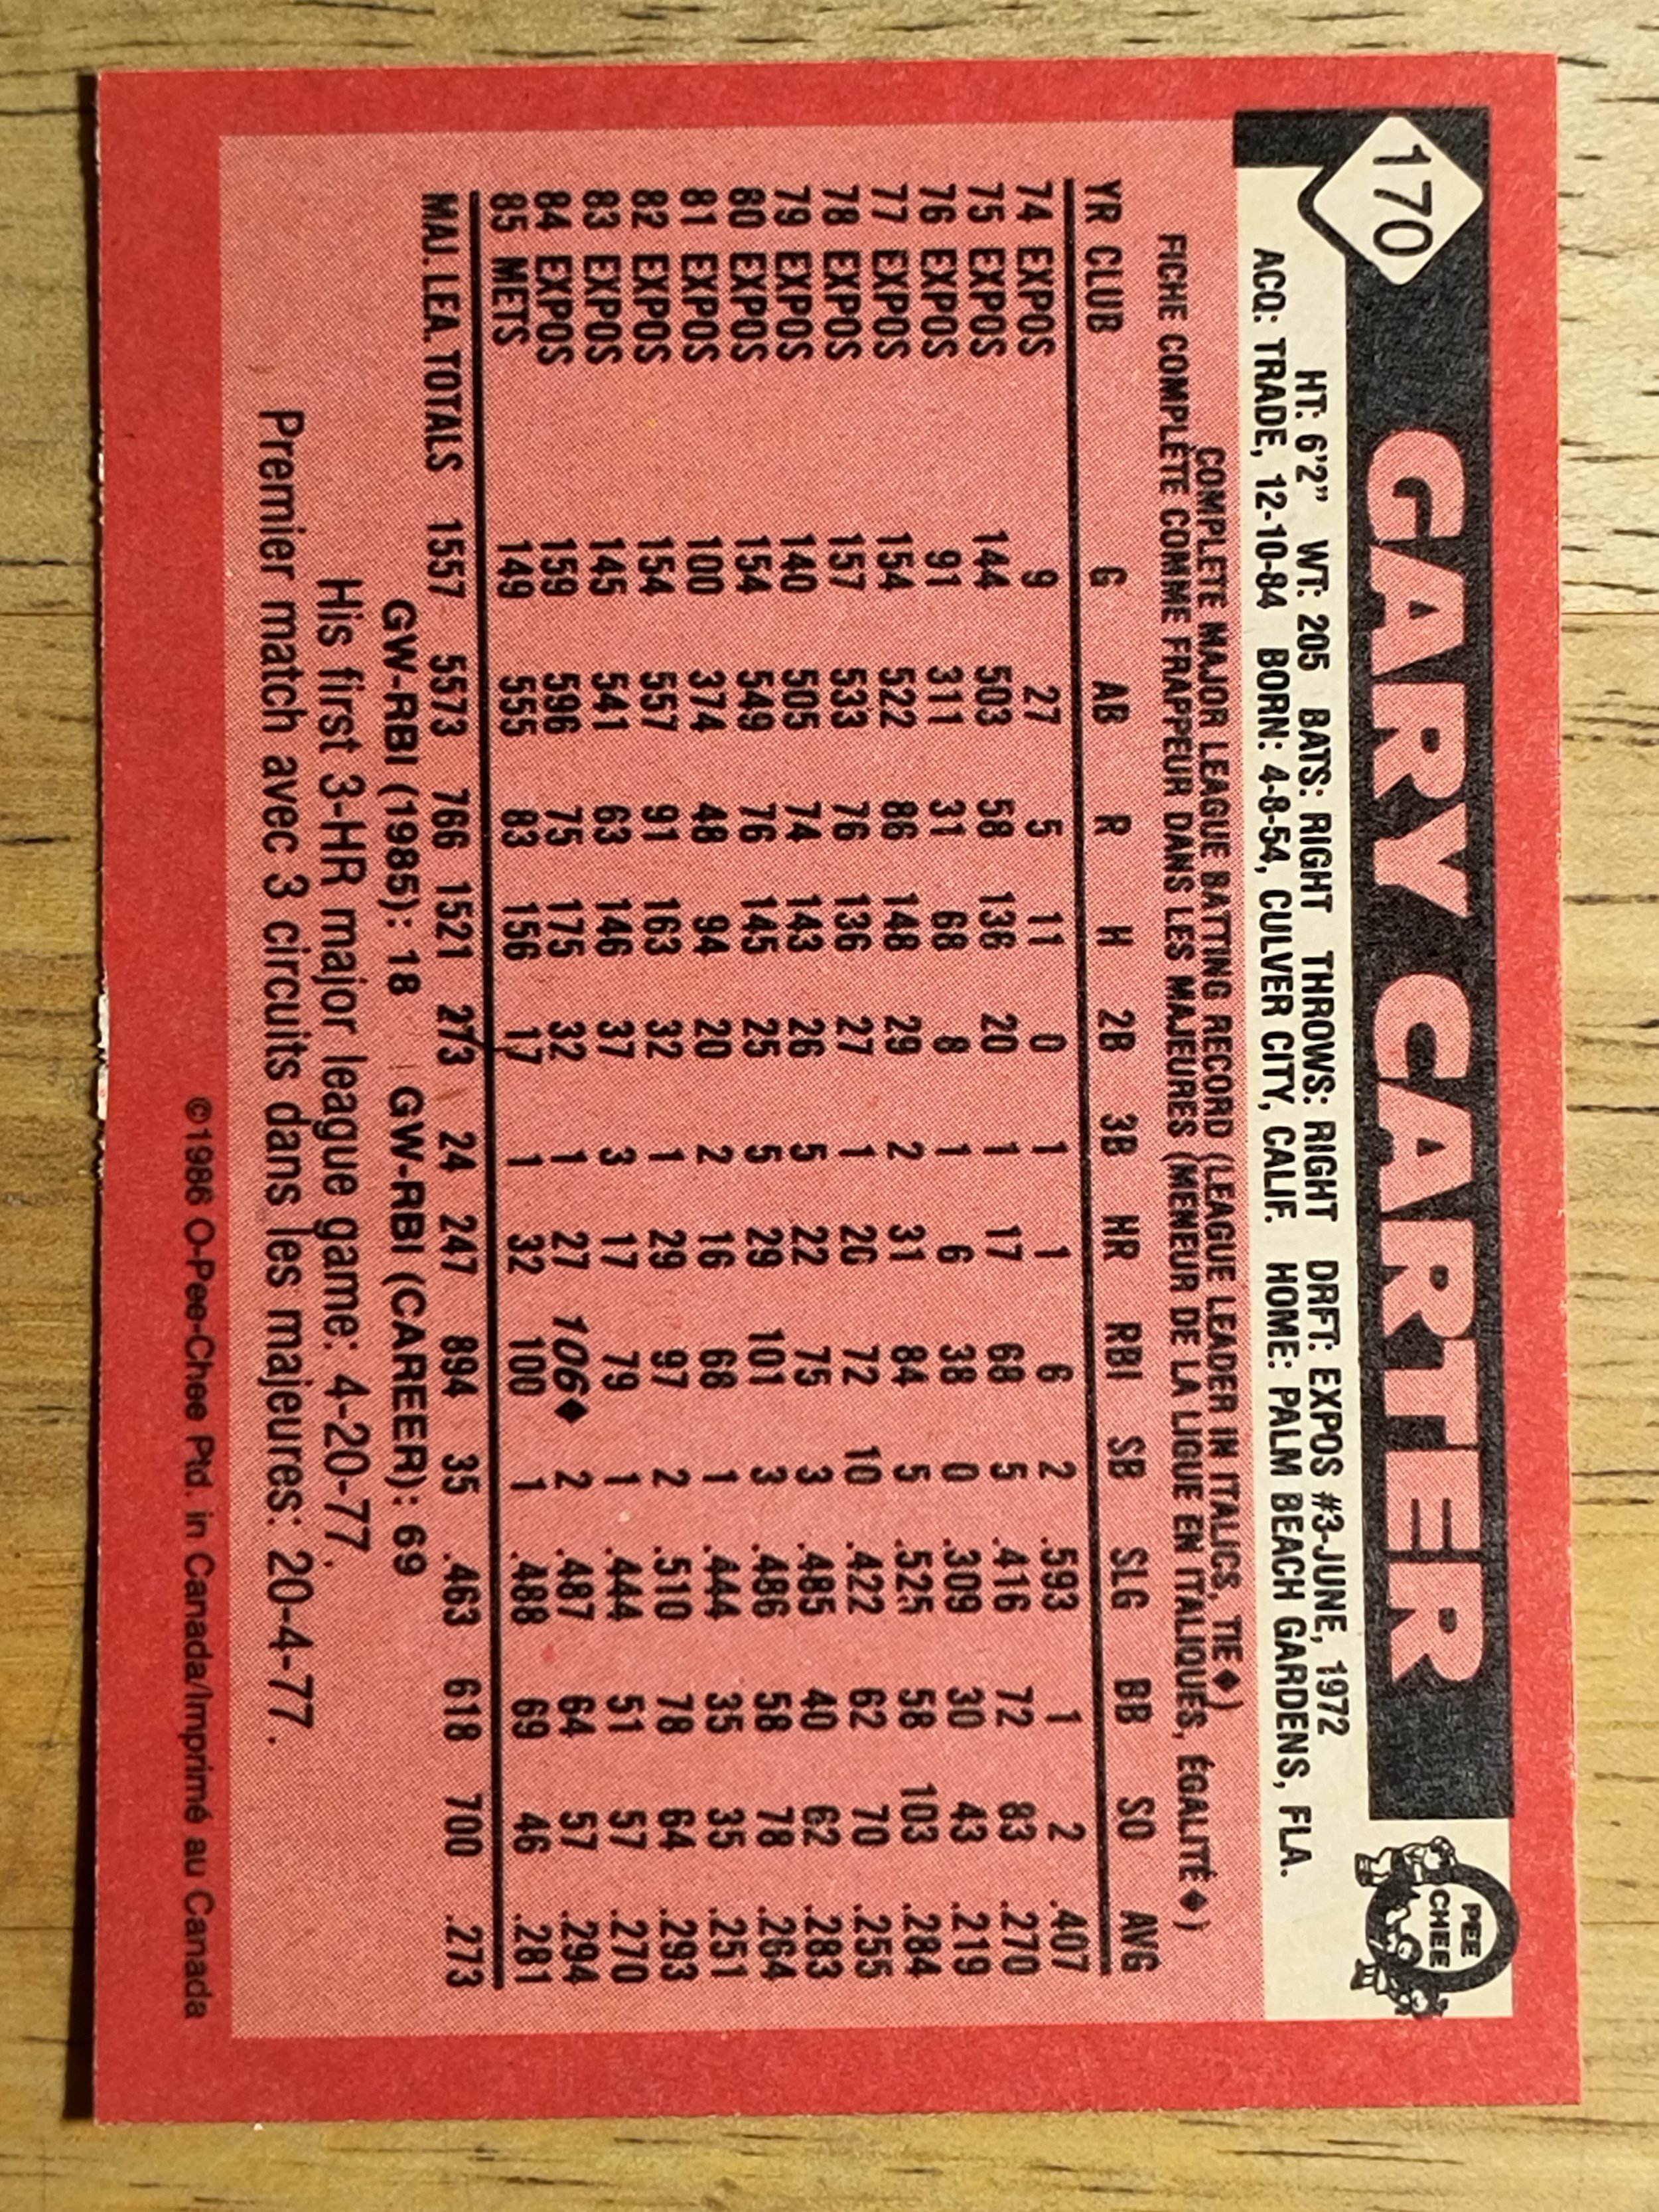 170
GARY CARTER
O PEE CHEE
HT: 6'2" WT: 205 BATS: RIGHT THROWS: RIGHT DRFT: EXPOS #3-JUNE, 1972
ACQ: TRADE, 12-10-84 BORN: 4-8-54, CULVER CITY, CALIF. HOME: PALM BEACH GARDENS, FLA.
COMPLETE MAJOR LEAGUE BATTING RECORD (LEAGUE LEADER IN ITALICS, TIE◆)
FICHE COMPLÈTE COMME FRAPPEUR DANS LES MAJEURES (MENEUR DE LA LIGUE EN ITALIQUES, ÉGALITÉ◆)
YR CLUB G AB R H 2B 3B HR RBI SB SLG BB SO AVG
74 EXPOS 9 27 5 11 0 1 1 6 2 .593 1 2 .407
75 EXPOS 144 503 58 136 20 1 17 68 5 .416 72 83 .270
76 EXPOS 91 311 31 68 8 1 6 38 0 .309 30 43 .219
77 EXPOS 154 522 86 148 29 2 31 84 5 .525 58 103 .284
78 EXPOS 157 533 76 136 27 1 20 72 10 .422 62 70 .255
79 EXPOS 140 505 74 143 26 5 22 75 3 .485 40 62 .283
80 EXPOS 154 549 76 145 25 5 29 101 3 .486 58 78 .264
81 EXPOS 100 374 48 94 20 2 16 68 1 .444 35 35 .251
82 EXPOS 154 557 91 163 32 1 29 97 2 .510 78 64 .293
83 EXPOS 145 541 63 146 37 3 17 79 1 .444 51 57 .270
84 EXPOS 159 596 75 175 32 1 27 106◆ 2 .487 64 57 .294
85 METS 149 555 83 156 17 1 32 100 1 .488 69 46 .281
MAJ. LEA. TOTALS 1557 5573 766 1521 273 24 247 894 35 .463 618 700 .273
GW-RBI (1985): 18 GW-RBI (CAREER): 69
His first 3-HR major league game: 4-20-77.
Premier match avec 3 circuits dans les majeures: 20-4-77.
©1986 O-Pee-Chee Ptd. in Canada/Imprimé au Canada